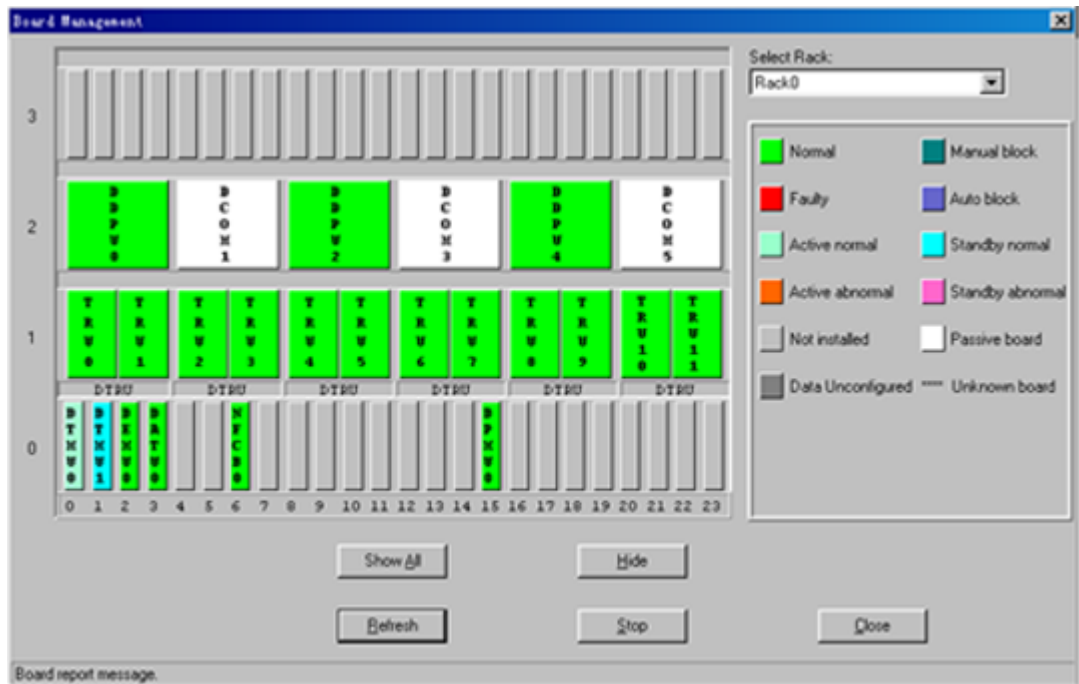 Board Management
Select Rack:
Rack0
3
Normal
Manual block
Faulty
Auto block
Active normal
Standby normal
Active abnormal
Standby abnormal
Not installed
Passive board
Data Unconfigured
Unknown board
2
DDPU0
DCOM1
DDPU2
DCOM3
DDPU4
DCOM5
1
TRU0
TRU1
TRU2
TRU3
TRU4
TRU5
TRU6
TRU7
TRU8
TRU9
TRU10
TRU11
DTRU DTRU DTRU DTRU DTRU DTRU
0
DTMU0
DTMU1
DEMU0
DATU0
NFCB0
DPMU0
0 1 2 3 4 5 6 7 8 9 10 11 12 13 14 15 16 17 18 19 20 21 22 23
Show All
Hide
Refresh
Stop
Close
Board report message.